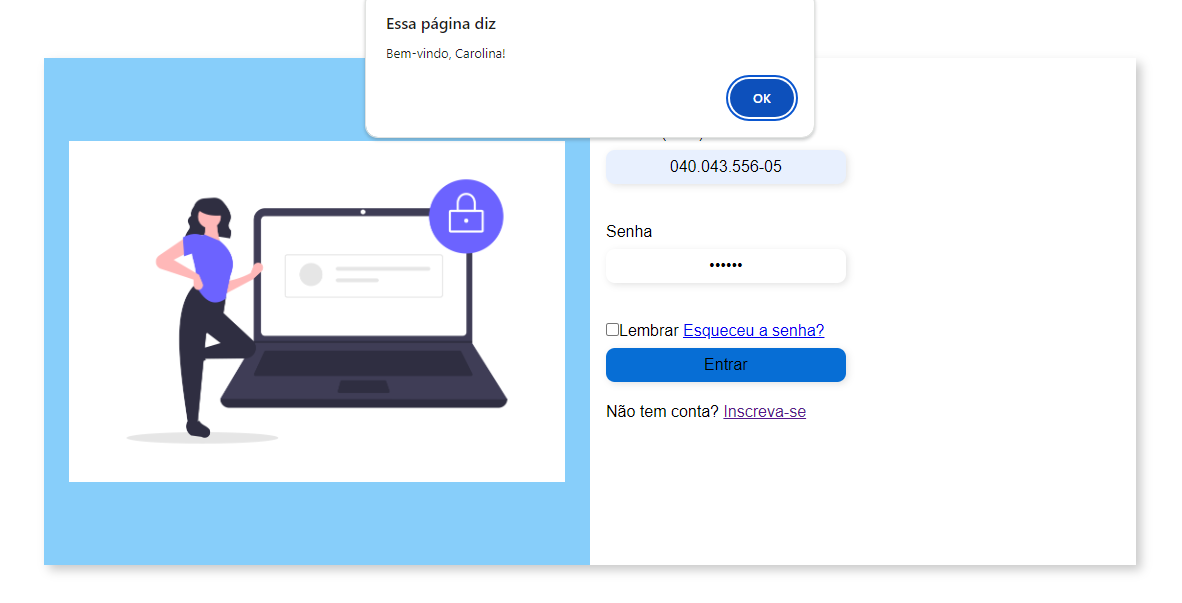 Essa página diz
Bem-vindo, Carolina!
OK
040.043.556-05
Senha
••••••
Lembrar Esqueceu a senha?
Entrar
Não tem conta? Inscreva-se